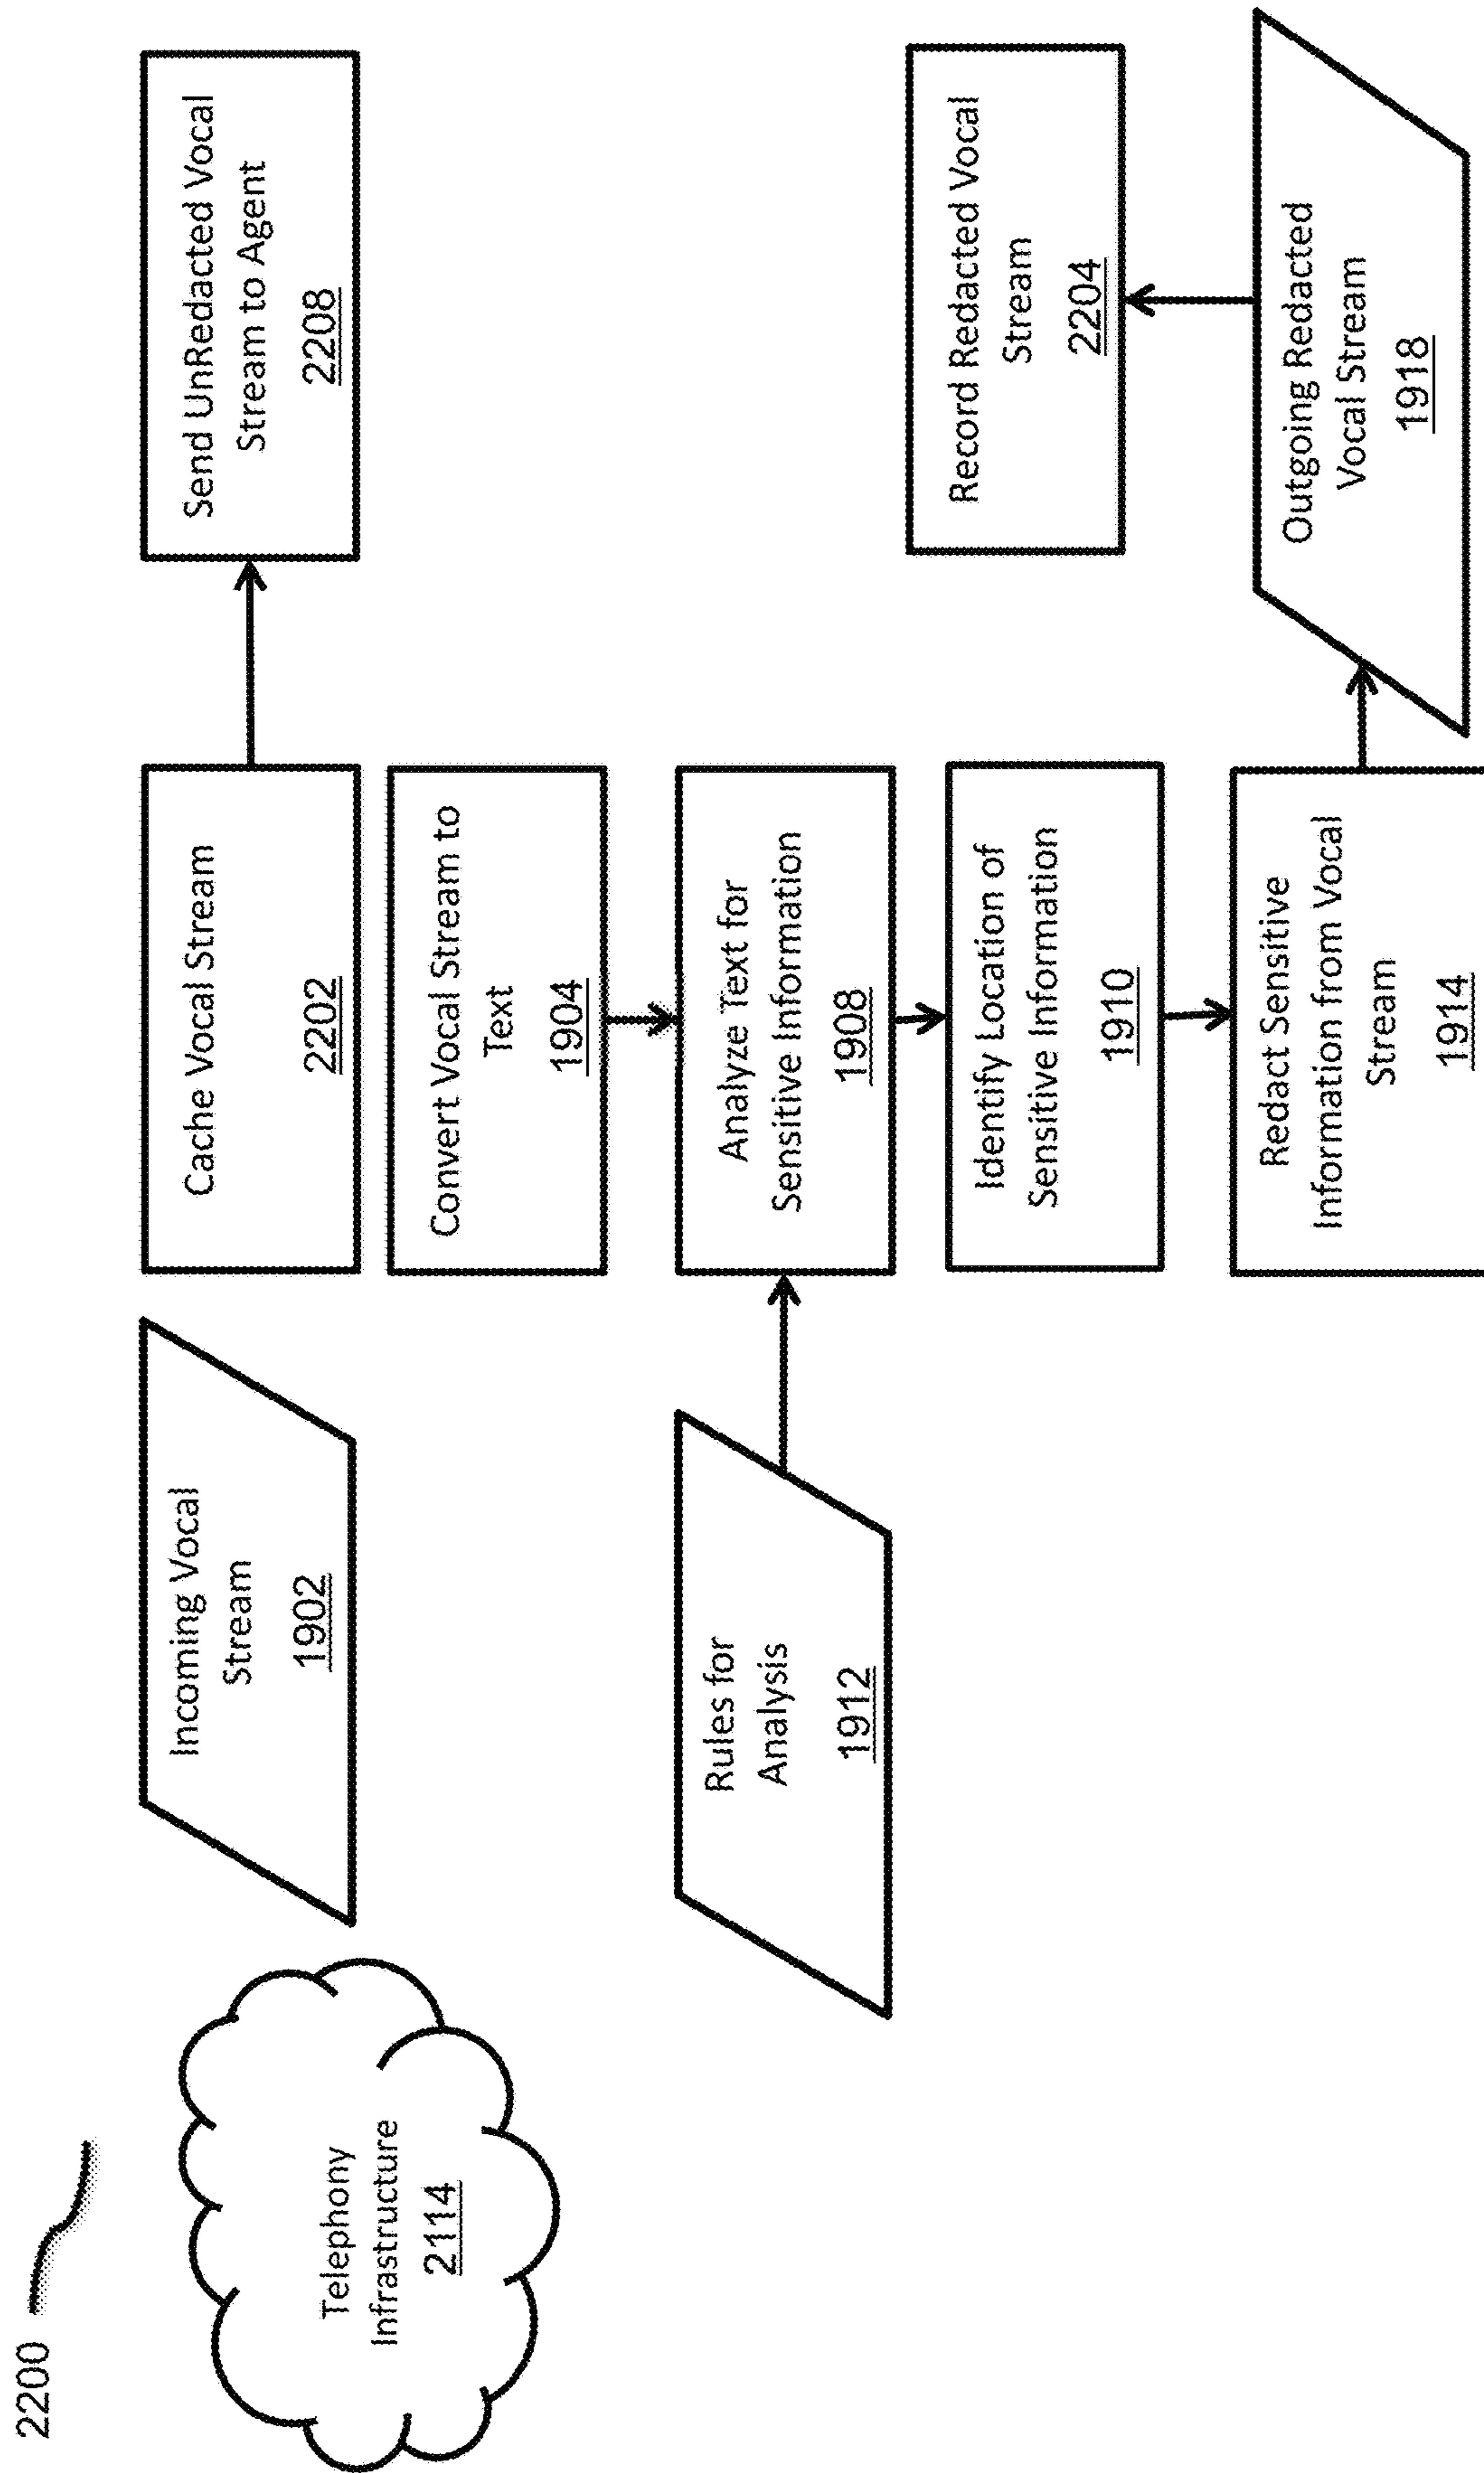 2200
Telephony
Infrastructure
2114
Incoming Vocal
Stream
1902
Cache Vocal Stream
2202
Send UnRedacted Vocal
Stream to Agent
2208
Convert Vocal Stream to
Text
1904
Rules for
Analysis
1912
Analyze Text for
Sensitive Information
1908
Identify Location of
Sensitive Information
1910
Record Redacted Vocal
Stream
2204
Redact Sensitive
Information from Vocal
Stream
1914
Outgoing Redacted
Vocal Stream
1918